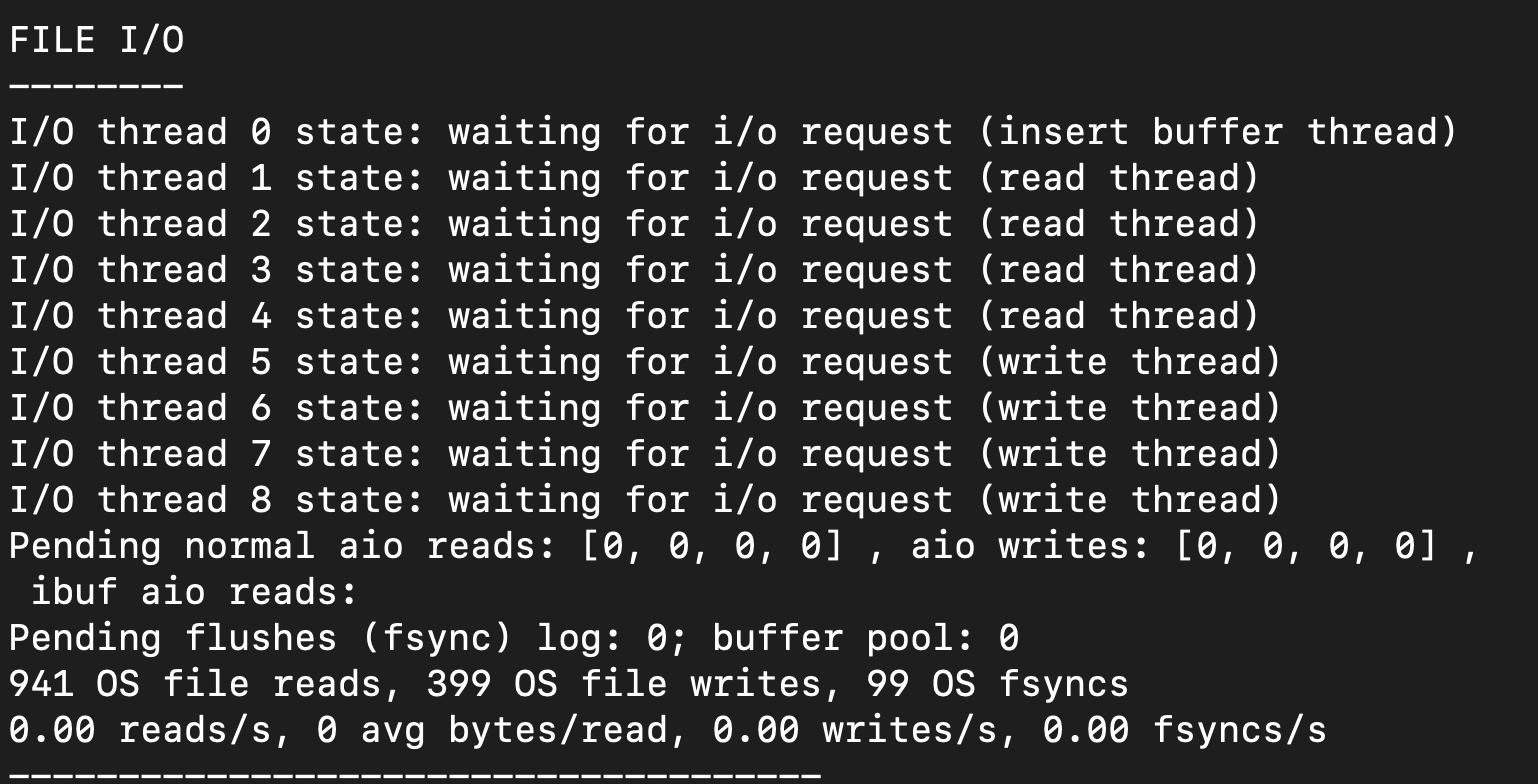 FILE I/O
--------
I/O thread 0 state: waiting for i/o request (insert buffer thread)
I/O thread 1 state: waiting for i/o request (read thread)
I/O thread 2 state: waiting for i/o request (read thread)
I/O thread 3 state: waiting for i/o request (read thread)
I/O thread 4 state: waiting for i/o request (read thread)
I/O thread 5 state: waiting for i/o request (write thread)
I/O thread 6 state: waiting for i/o request (write thread)
I/O thread 7 state: waiting for i/o request (write thread)
I/O thread 8 state: waiting for i/o request (write thread)
Pending normal aio reads: [0, 0, 0, 0] , aio writes: [0, 0, 0, 0] ,
 ibuf aio reads:
Pending flushes (fsync) log: 0; buffer pool: 0
941 OS file reads, 399 OS file writes, 99 OS fsyncs
0.00 reads/s, 0 avg bytes/read, 0.00 writes/s, 0.00 fsyncs/s
-------------------------------------